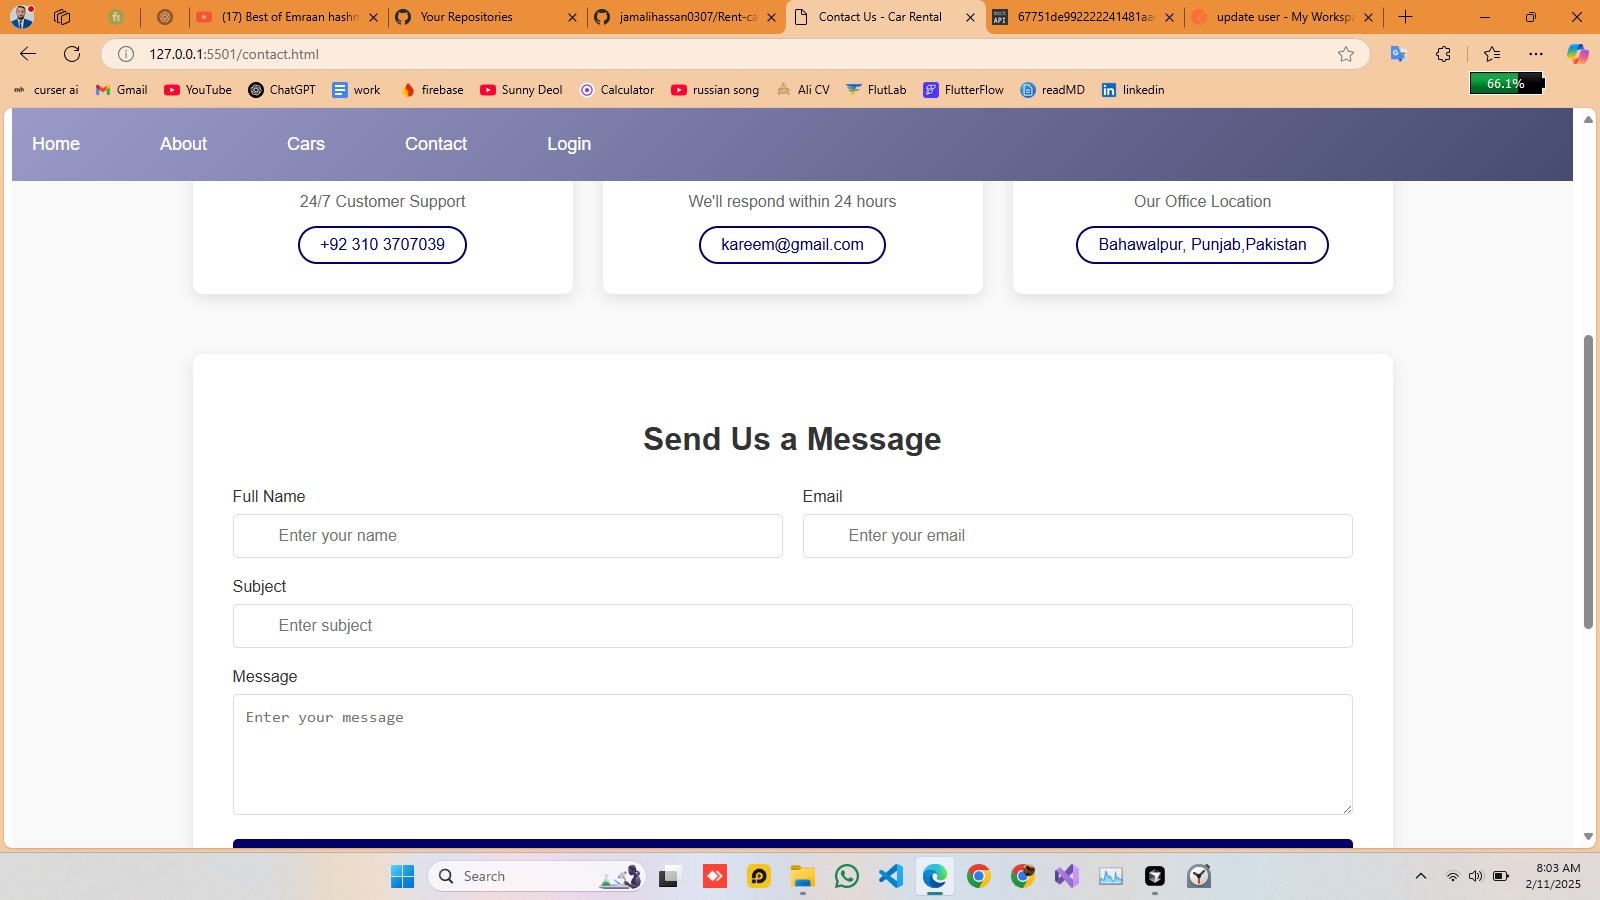 (17) Best of Emraan hashm
Your Repositories
jamalihassan0307/Rent-ca
Contact Us - Car Rental
mock
API
67751de992222241481aa
update user - My Workspa
127.0.0.1:5501/contact.html
curser ai
Gmail
YouTube
ChatGPT
work
firebase
Sunny Deol
Calculator
russian song
Ali CV
FlutLab
FlutterFlow
readMD
linkedin
66.1%
Home
About
Cars
Contact
Login
24/7 Customer Support
+92 310 3707039
We'll respond within 24 hours
kareem@gmail.com
Our Office Location
Bahawalpur, Punjab,Pakistan
Send Us a Message
Full Name
Email
Enter your name
Enter your email
Subject
Enter subject
Message
Enter your message
Search
8:03 AM
2/11/2025